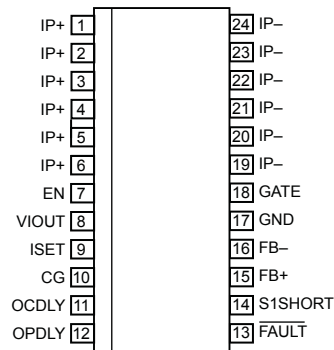 IP+ 1 24 IP–
IP+ 2 23 IP–
IP+ 3 22 IP–
IP+ 4 21 IP–
IP+ 5 20 IP–
IP+ 6 19 IP–
EN 7 18 GATE
VIOUT 8 17 GND
ISET 9 16 FB–
CG 10 15 FB+
OCDLY 11 14 S1SHORT
OPDLY 12 13 FAULT